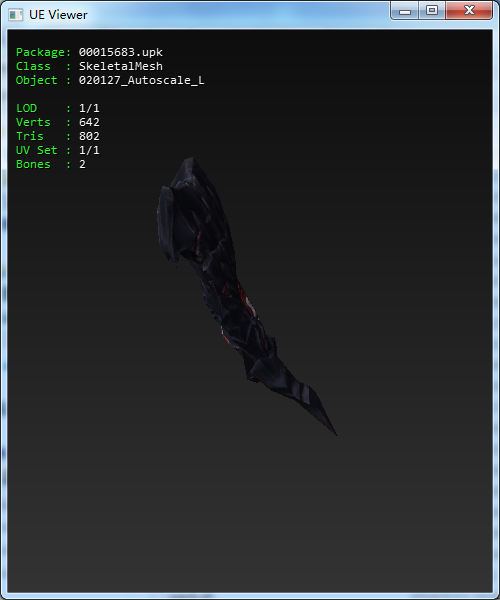 UE Viewer
Package: 00015683.upk
Class : SkeletalMesh
Object : 020127_Autoscale_L
LOD : 1/1
Verts : 642
Tris : 802
UV Set : 1/1
Bones : 2